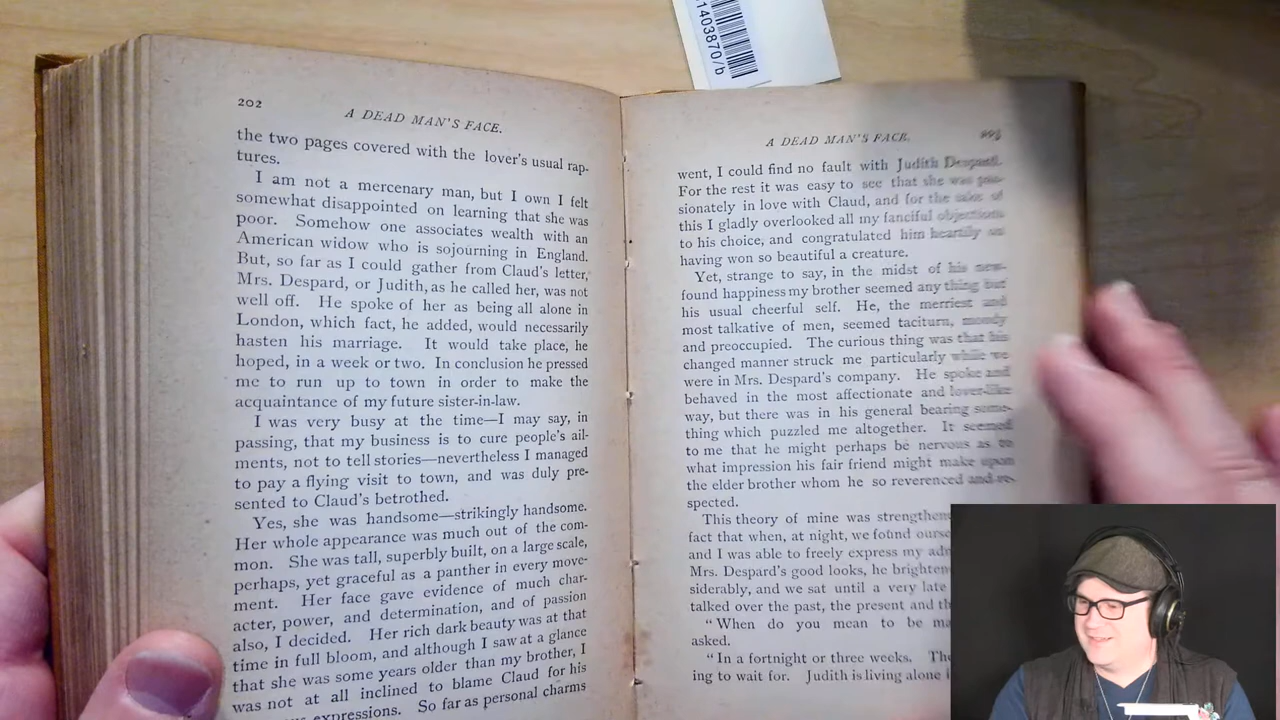 1403870/b
202
A DEAD MAN'S FACE.
the two pages covered with the lover's usual rap-
tures.
I am not a mercenary man, but I own I felt
somewhat disappointed on learning that she was
poor. Somehow one associates wealth with an
American widow who is sojourning in England.
But, so far as I could gather from Claud's letter,
Mrs. Despard, or Judith, as he called her, was not
well off. He spoke of her as being all alone in
London, which fact, he added, would necessarily
hasten his marriage. It would take place, he
hoped, in a week or two. In conclusion he pressed
me to run up to town in order to make the
acquaintance of my future sister-in-law.
I was very busy at the time—I may say, in
passing, that my business is to cure people's ail-
ments, not to tell stories—nevertheless I managed
to pay a flying visit to town, and was duly pre-
sented to Claud's betrothed.
Yes, she was handsome—strikingly handsome.
Her whole appearance was much out of the com-
mon. She was tall, superbly built, on a large scale,
perhaps, yet graceful as a panther in every move-
ment. Her face gave evidence of much char-
acter, power, and determination, and of passion
also, I decided. Her rich dark beauty was at that
time in full bloom, and although I saw at a glance
that she was some years older than my brother, I
was not at all inclined to blame Claud for his
expressions. So far as personal charms
A DEAD MAN'S FACE.
went, I could find no fault with Judith Despard.
For the rest it was easy to see that she was pas-
sionately in love with Claud, and for the sake of
this I gladly overlooked all my fanciful objections
to his choice, and congratulated him heartily on
having won so beautiful a creature.
Yet, strange to say, in the midst of his new-
found happiness my brother seemed any thing but
his usual cheerful self. He, the merriest and
most talkative of men, seemed taciturn, moody
and preoccupied. The curious thing was that his
changed manner struck me particularly while we
were in Mrs. Despard's company. He spoke and
behaved in the most affectionate and lover-like
way, but there was in his general bearing some-
thing which puzzled me altogether. It seemed
to me that he might perhaps be nervous as to
what impression his fair friend might make upon
the elder brother whom he so reverenced and re-
spected.
This theory of mine was strengthene
fact that when, at night, we found ourse
and I was able to freely express my adm
Mrs. Despard's good looks, he brighten
siderably, and we sat until a very late
talked over the past, the present and th
"When do you mean to be ma
asked.
"In a fortnight or three weeks. The
ing to wait for. Judith is living alone i